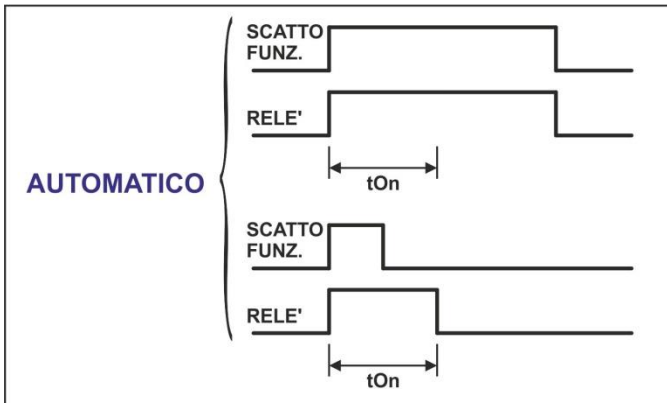 SCATTO
FUNZ.
RELE'
tOn
AUTOMATICO
SCATTO
FUNZ.
RELE'
tOn